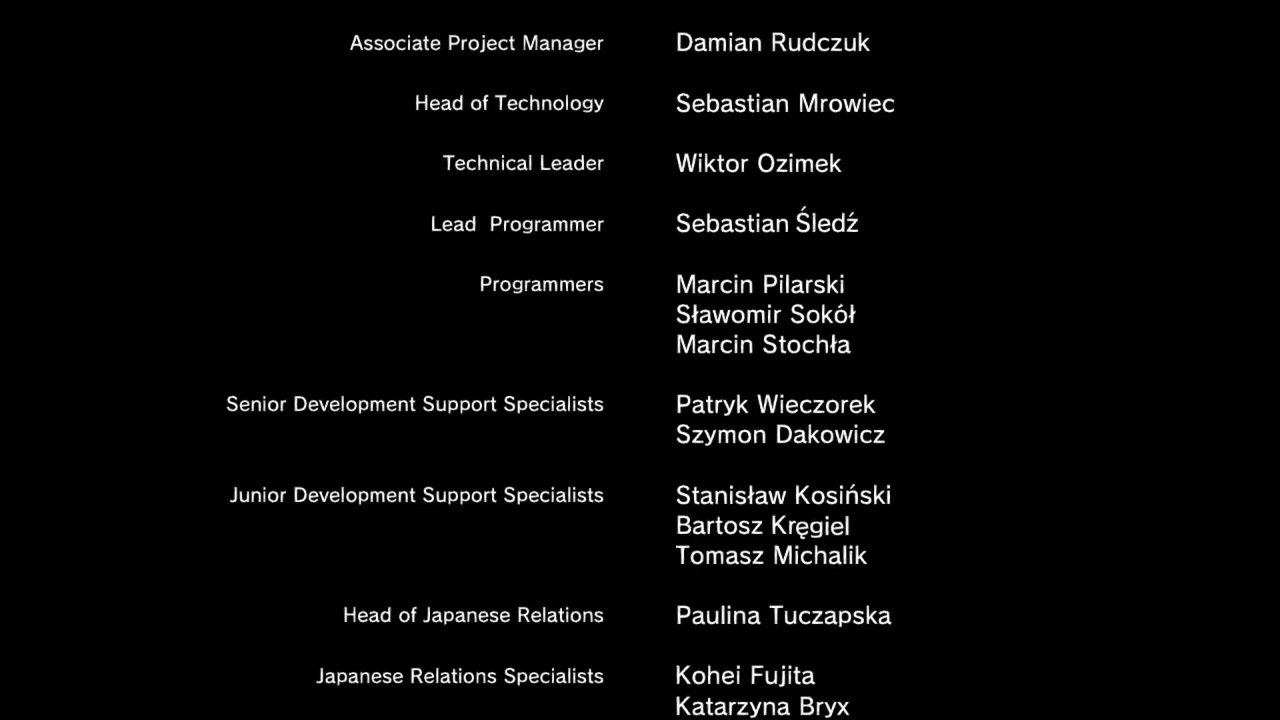 Associate Project Manager Damian Rudczuk
Head of Technology Sebastian Mrowiec
Technical Leader Wiktor Ozimek
Lead Programmer Sebastian Śledź
Programmers Marcin Pilarski
Sławomir Sokół
Marcin Stochła
Senior Development Support Specialists Patryk Wieczorek
Szymon Dakowicz
Junior Development Support Specialists Stanisław Kosiński
Bartosz Kręgiel
Tomasz Michalik
Head of Japanese Relations Paulina Tuczapska
Japanese Relations Specialists Kohei Fujita
Katarzyna Bryx